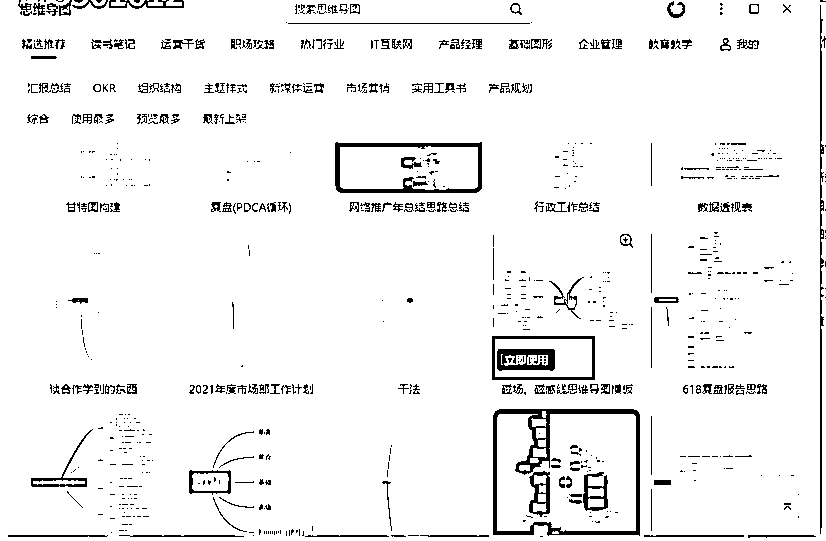 思维导图
搜索思维导图
精选推荐 读书笔记 运营干货 职场攻略 热门行业 IT互联网 产品经理 基础图形 企业管理 教育教学 我的
汇报总结 OKR 组织结构 主题样式 新媒体运营 市场营销 实用工具书 产品规划
综合 使用最多 预览最多 最新上架
甘特图构建 复盘(PDCA循环) 网络推广年总结思路总结 行政工作总结 数据透视表
立即使用
谈合作学到的东西 2021年度市场部工作计划 干法 磁场、磁感线思维导图模板 618复盘报告思路